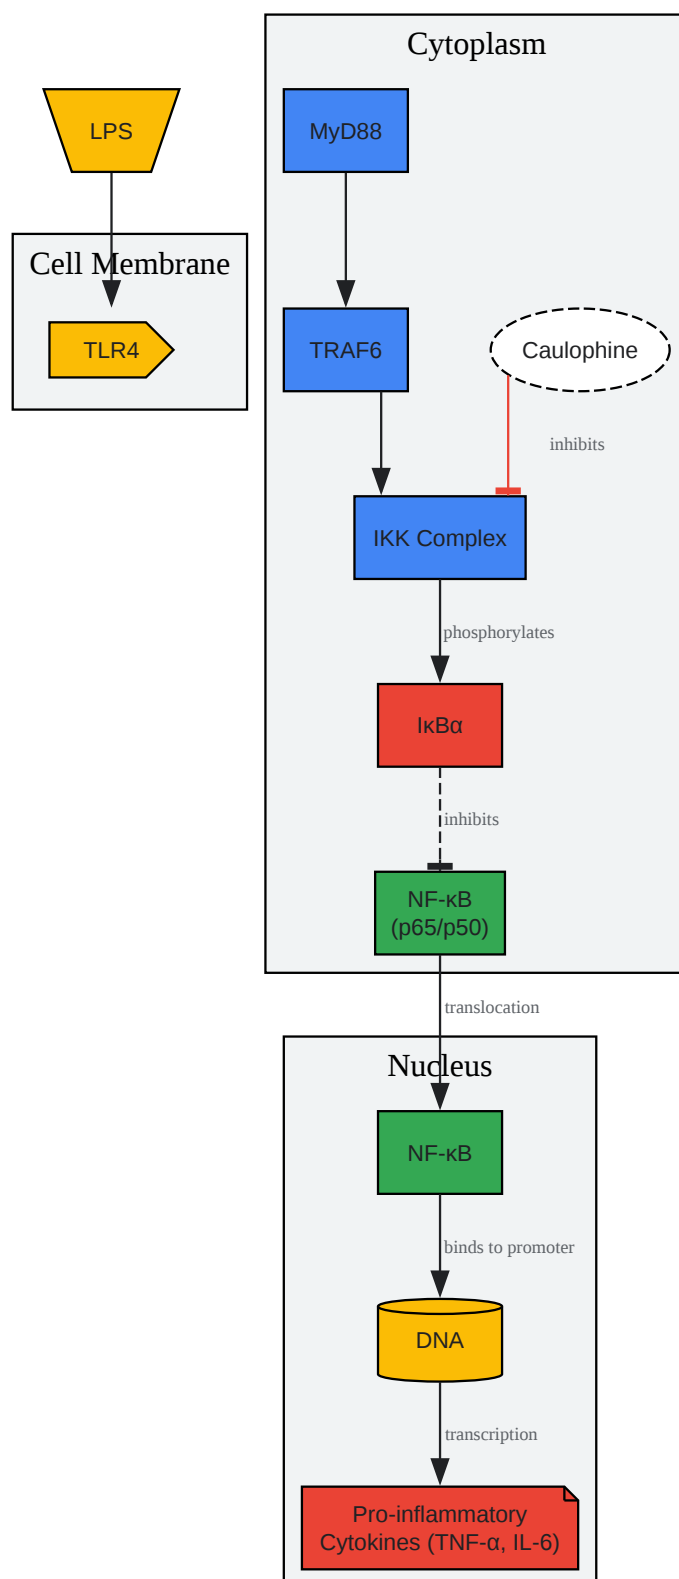 Cytoplasm
LPS
MyD88
Cell Membrane
TLR4
TRAF6
Caulophine
inhibits
IKK Complex
phosphorylates
IκBα
inhibits
NF-κB
(p65/p50)
translocation
Nucleus
NF-κB
binds to promoter
DNA
transcription
Pro-inflammatory
Cytokines (TNF-α, IL-6)